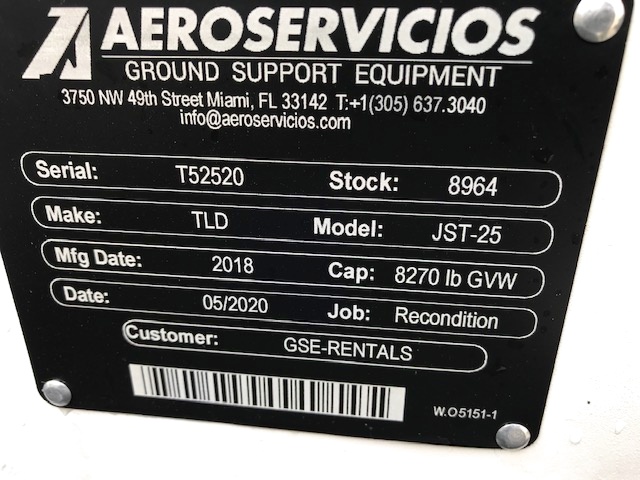 AEROSERVICIOS
GROUND SUPPORT EQUIPMENT
3750 NW 49th Street Miami, FL 33142 T:+1(305) 637.3040
info@aeroservicios.com
Serial: T52520 Stock: 8964
Make: TLD Model: JST-25
Mfg Date: 2018 Cap: 8270 lb GVW
Date: 05/2020 Job: Recondition
Customer: GSE-RENTALS
W.O5151-1